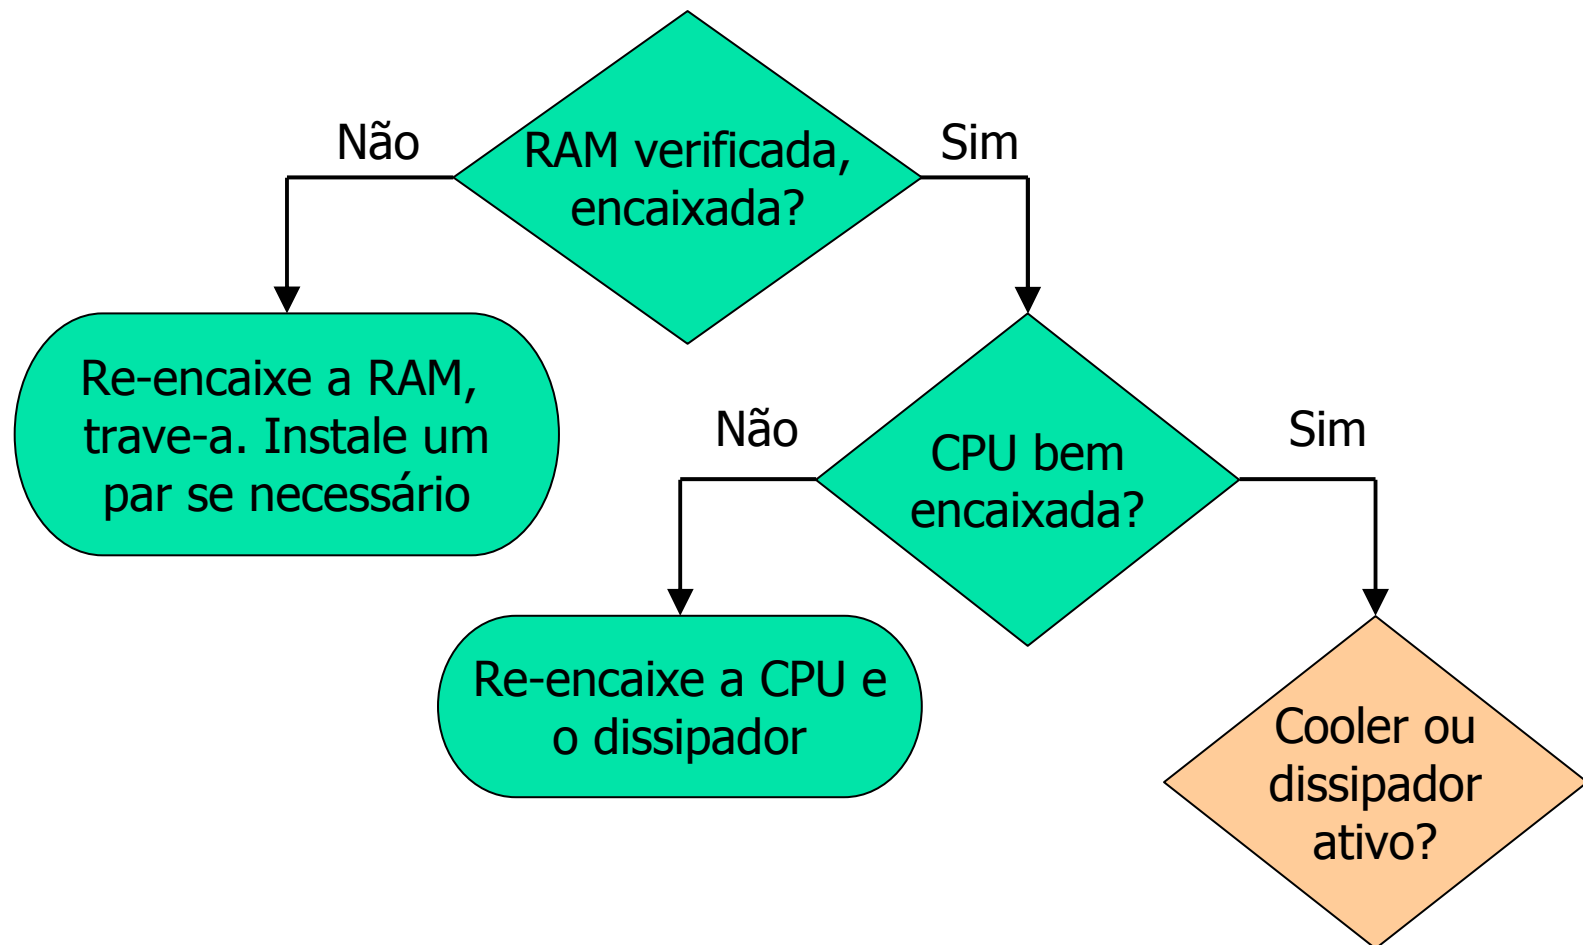 Não
RAM verificada,
encaixada?
Sim
Re-encaixe a RAM,
trave-a. Instale um
par se necessário
Não
CPU bem
encaixada?
Sim
Re-encaixe a CPU e
o dissipador
Cooler ou
dissipador
ativo?